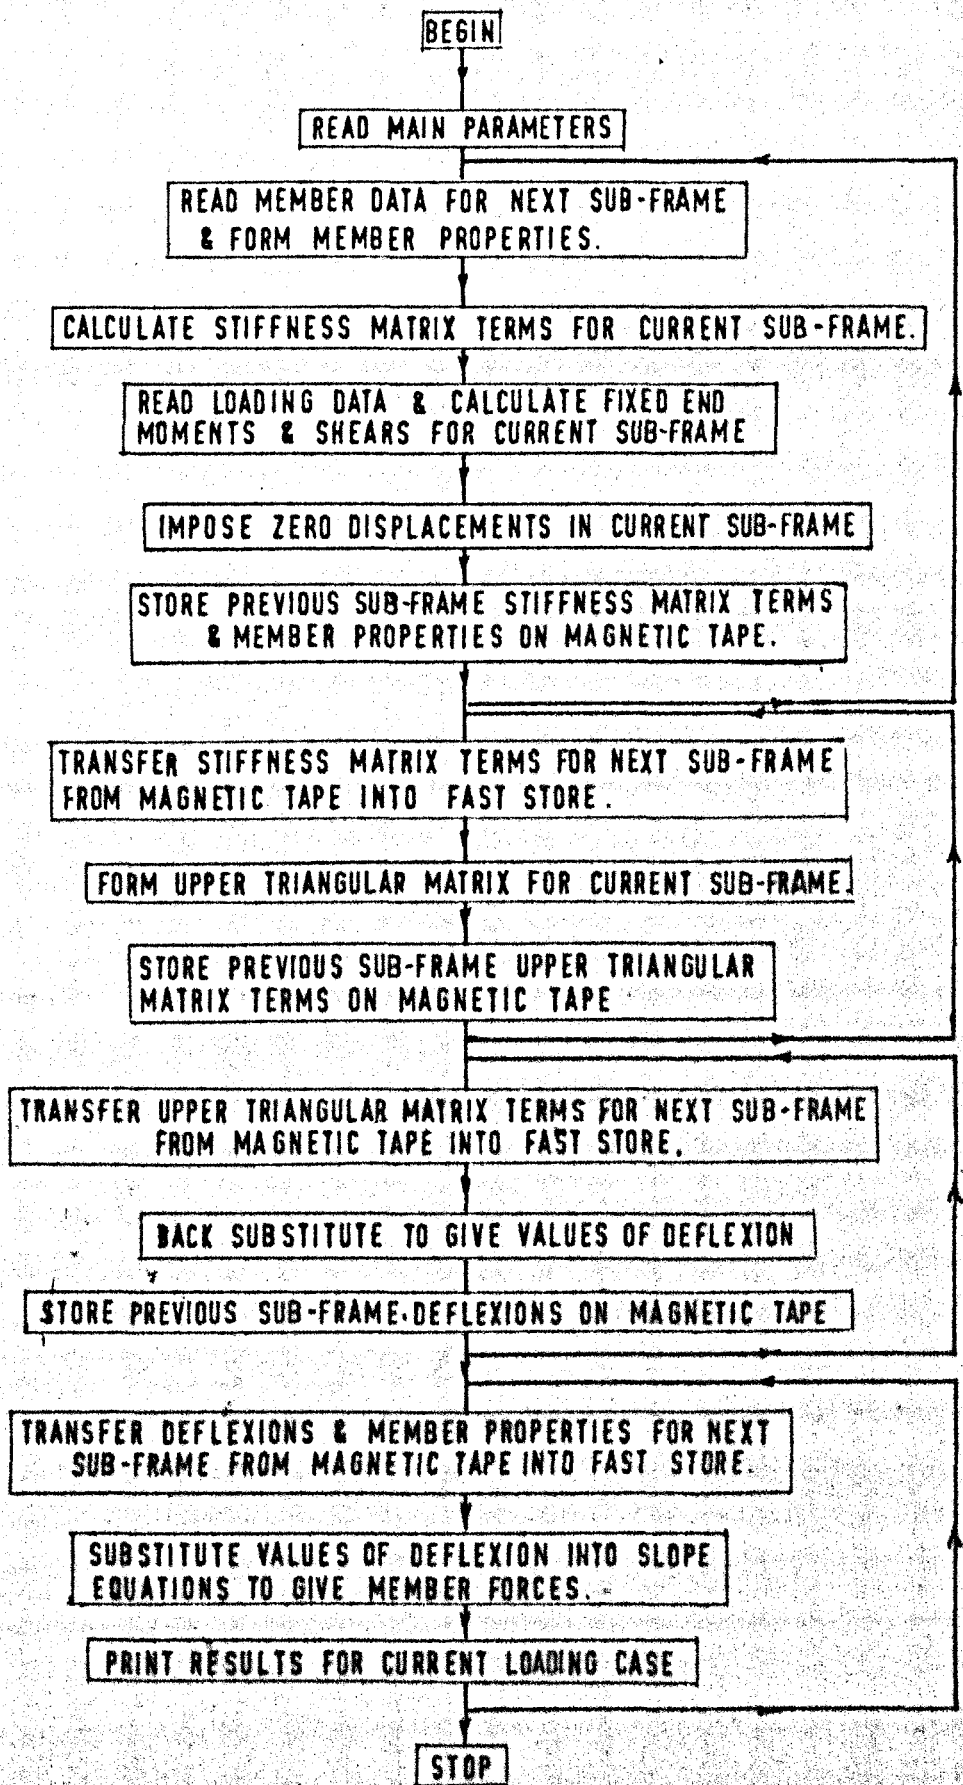 BEGIN
READ MAIN PARAMETERS
READ MEMBER DATA FOR NEXT SUB-FRAME
& FORM MEMBER PROPERTIES.
CALCULATE STIFFNESS MATRIX TERMS FOR CURRENT SUB-FRAME.
READ LOADING DATA & CALCULATE FIXED END
MOMENTS & SHEARS FOR CURRENT SUB-FRAME
IMPOSE ZERO DISPLACEMENTS IN CURRENT SUB-FRAME
STORE PREVIOUS SUB-FRAME STIFFNESS MATRIX TERMS
& MEMBER PROPERTIES ON MAGNETIC TAPE.
TRANSFER STIFFNESS MATRIX TERMS FOR NEXT SUB-FRAME
FROM MAGNETIC TAPE INTO FAST STORE.
FORM UPPER TRIANGULAR MATRIX FOR CURRENT SUB-FRAME.
STORE PREVIOUS SUB-FRAME UPPER TRIANGULAR
MATRIX TERMS ON MAGNETIC TAPE
TRANSFER UPPER TRIANGULAR MATRIX TERMS FOR NEXT SUB-FRAME
FROM MAGNETIC TAPE INTO FAST STORE.
BACK SUBSTITUTE TO GIVE VALUES OF DEFLEXION
STORE PREVIOUS SUB-FRAME DEFLEXIONS ON MAGNETIC TAPE
TRANSFER DEFLEXIONS & MEMBER PROPERTIES FOR NEXT
SUB-FRAME FROM MAGNETIC TAPE INTO FAST STORE.
SUBSTITUTE VALUES OF DEFLEXION INTO SLOPE
EQUATIONS TO GIVE MEMBER FORCES.
PRINT RESULTS FOR CURRENT LOADING CASE
STOP